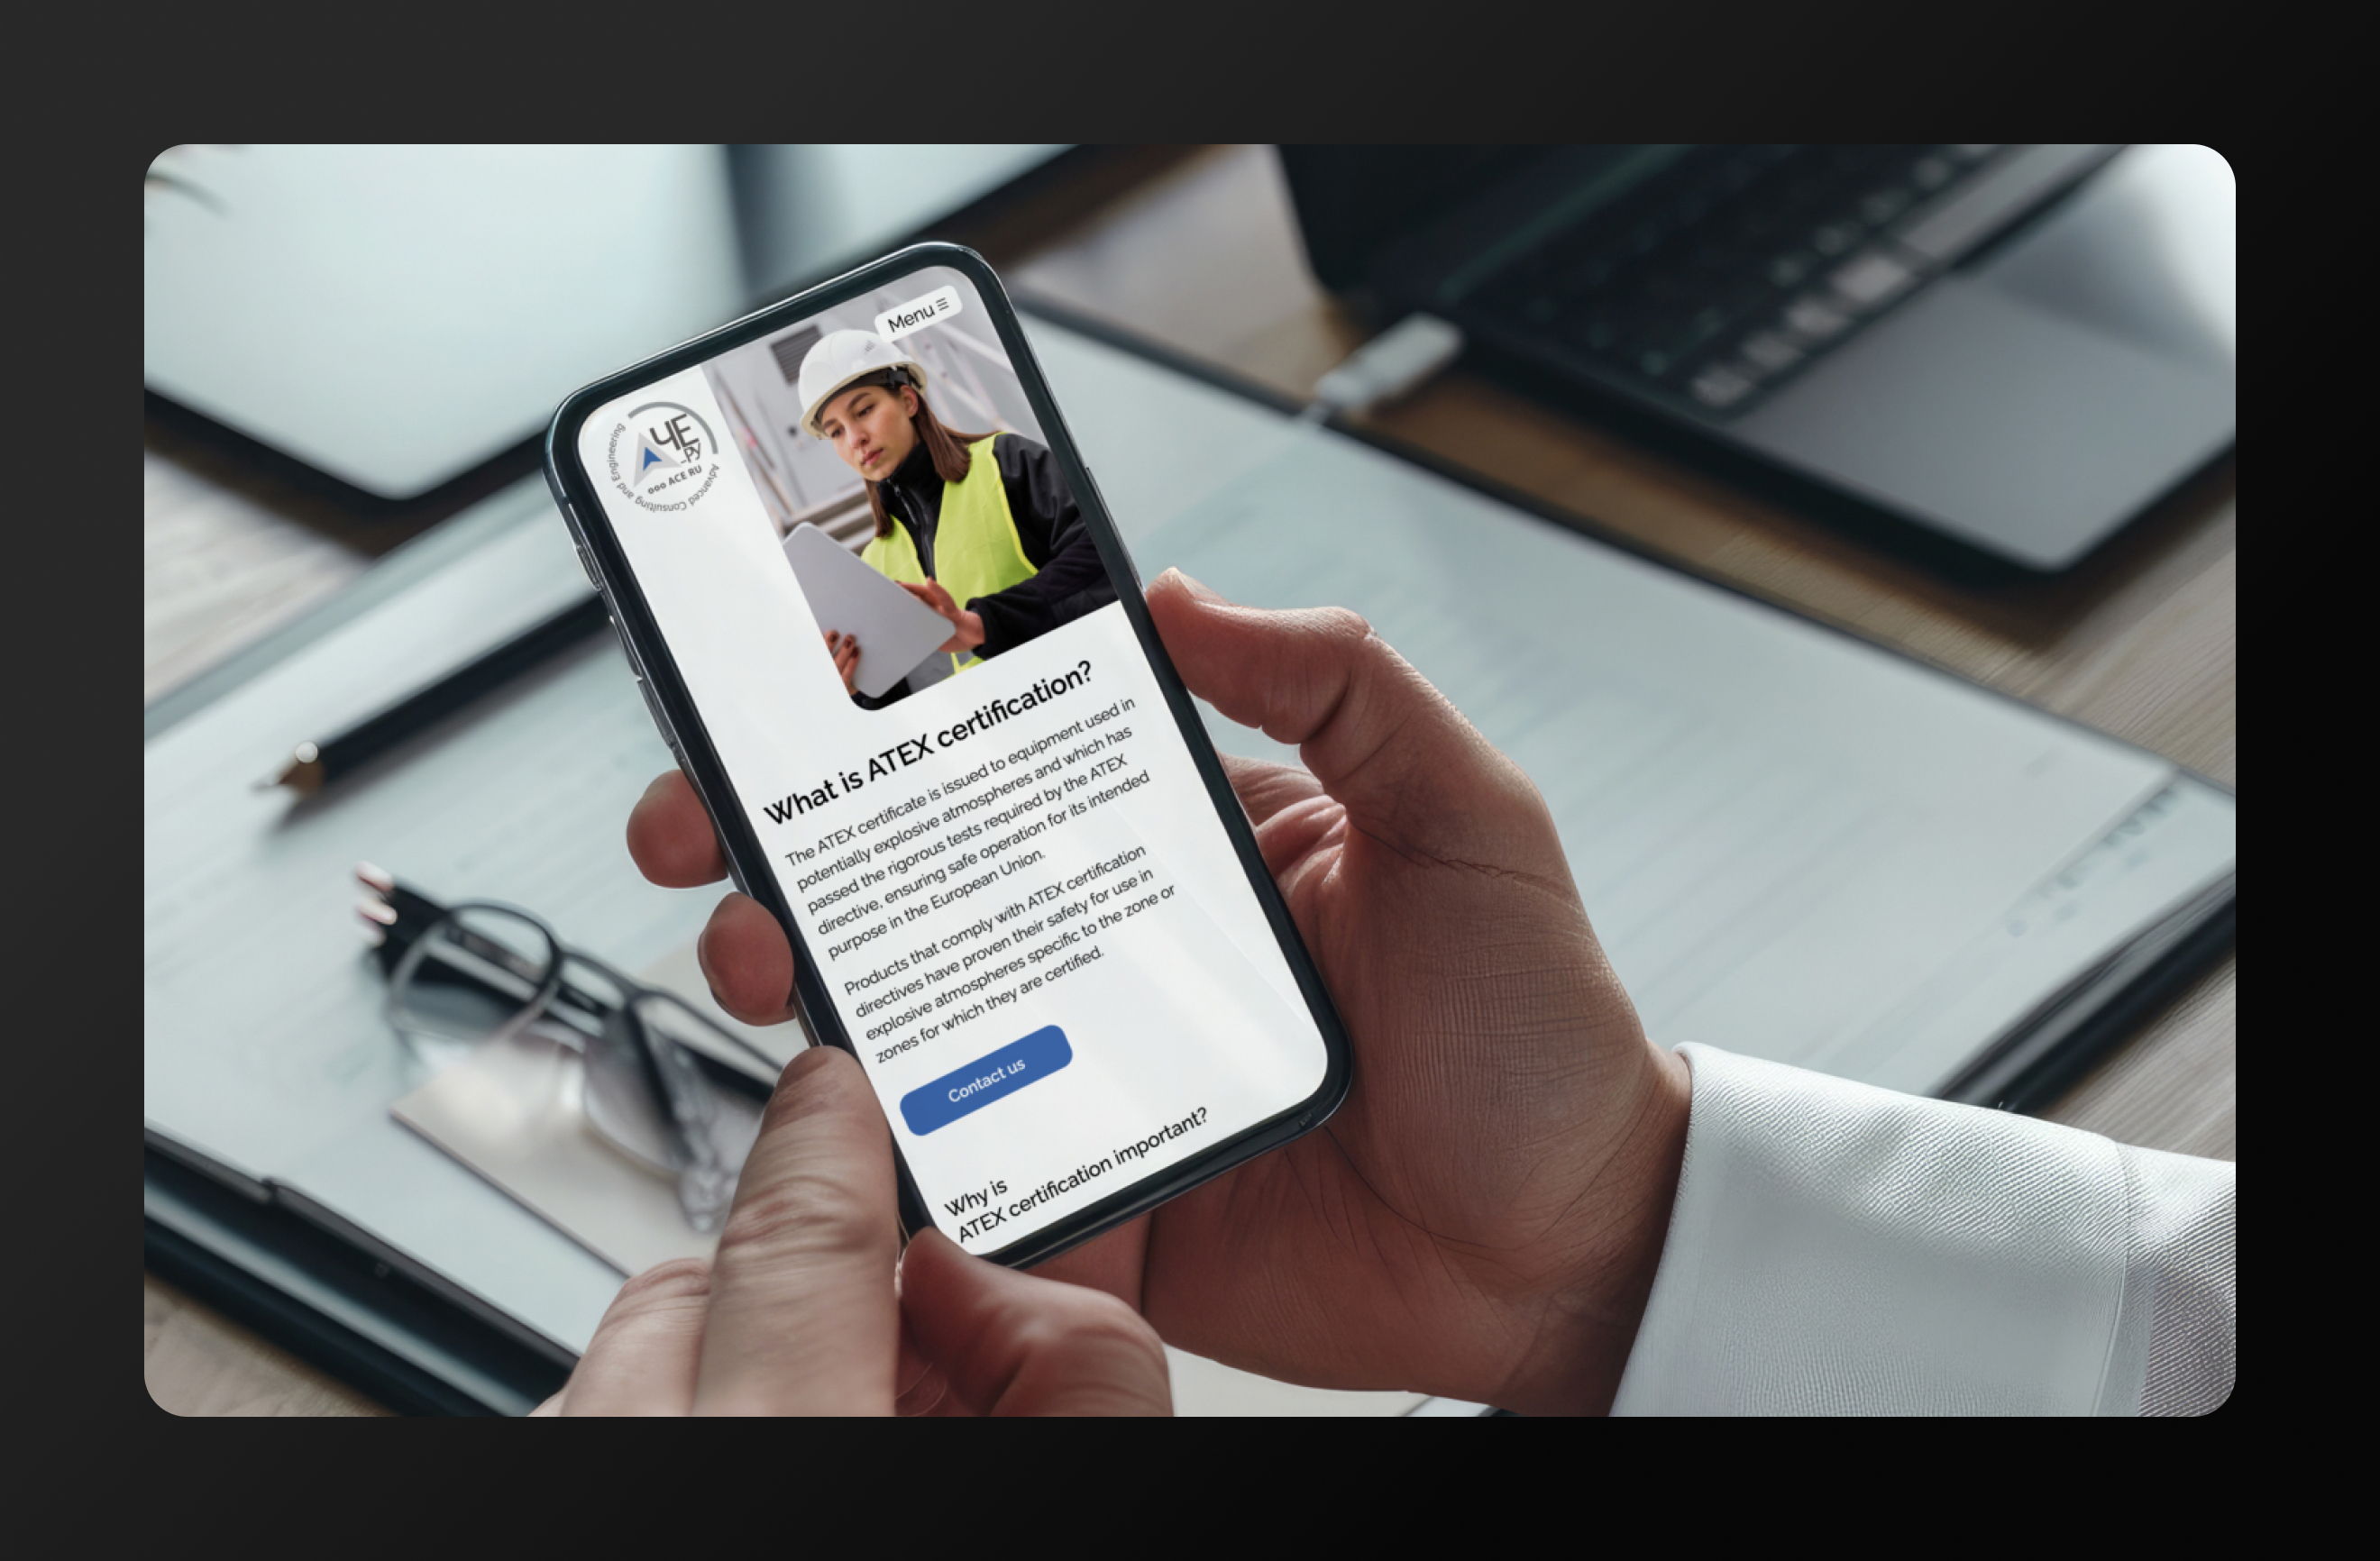 Menu
АЧЕ
-РУ
ооо ACE RU
Advanced Consulting and Engineering
What is ATEX certification?
The ATEX certificate is issued to equipment used in
potentially explosive atmospheres and which has
passed the rigorous tests required by the ATEX
directive, ensuring safe operation for its intended
purpose in the European Union.
Products that comply with ATEX certification
directives have proven their safety for use in
explosive atmospheres specific to the zone or
zones for which they are certified.
Contact us
Why is
ATEX certification important?